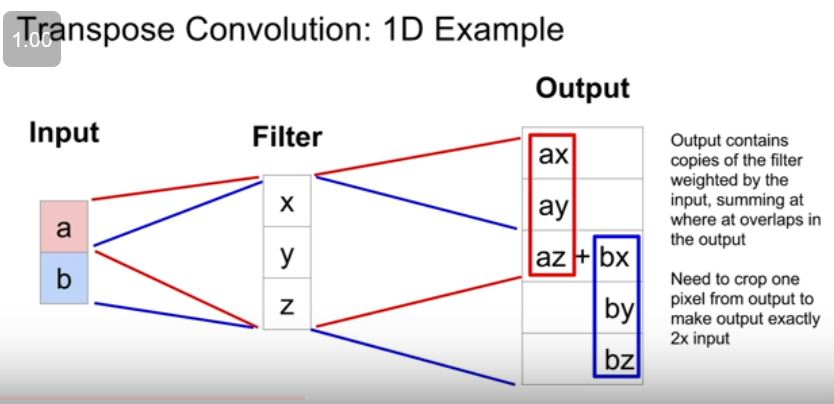 Transpose Convolution: 1D Example
1.00
Input
Filter
Output
a
b
x
y
z
ax
ay
az + bx
by
bz
Output contains
copies of the filter
weighted by the
input, summing at
where at overlaps in
the output
Need to crop one
pixel from output to
make output exactly
2x input